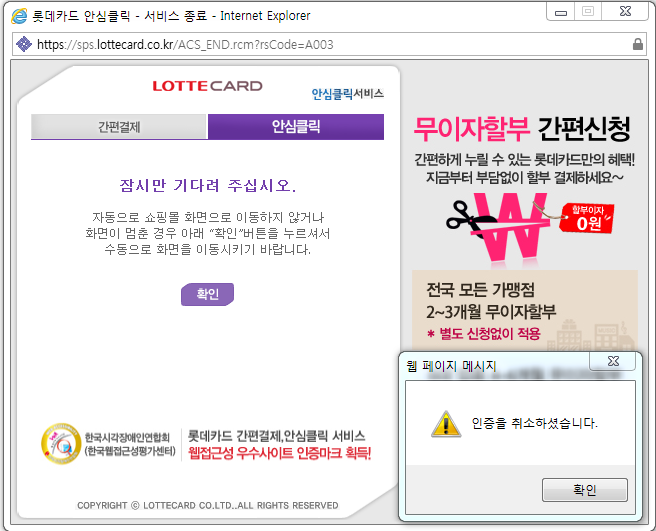 롯데카드 안심클릭 - 서비스 종료 - Internet Explorer
https://sps.lottecard.co.kr/ACS_END.rcm?rsCode=A003
LOTTECARD
안심클릭서비스
간편결제
안심클릭
잠시만 기다려 주십시오.
자동으로 쇼핑몰 화면으로 이동하지 않거나
화면이 멈춘 경우 아래 "확인"버튼을 누르셔서
수동으로 화면을 이동시키기 바랍니다.
확인
한국시각장애인연합회
(한국웹접근성평가센터)
롯데카드 간편결제,안심클릭 서비스
웹접근성 우수사이트 인증마크 획득!
COPYRIGHT ⓒ LOTTECARD CO.LTD..ALL RIGHTS RESERVED
무이자할부 간편신청
간편하게 누릴 수 있는 롯데카드만의 혜택!
지금부터 부담없이 할부 결제하세요~
할부이자
0원
전국 모든 가맹점
2~3개월 무이자할부
* 별도 신청없이 적용
웹 페이지 메시지
인증을 취소하셨습니다.
확인